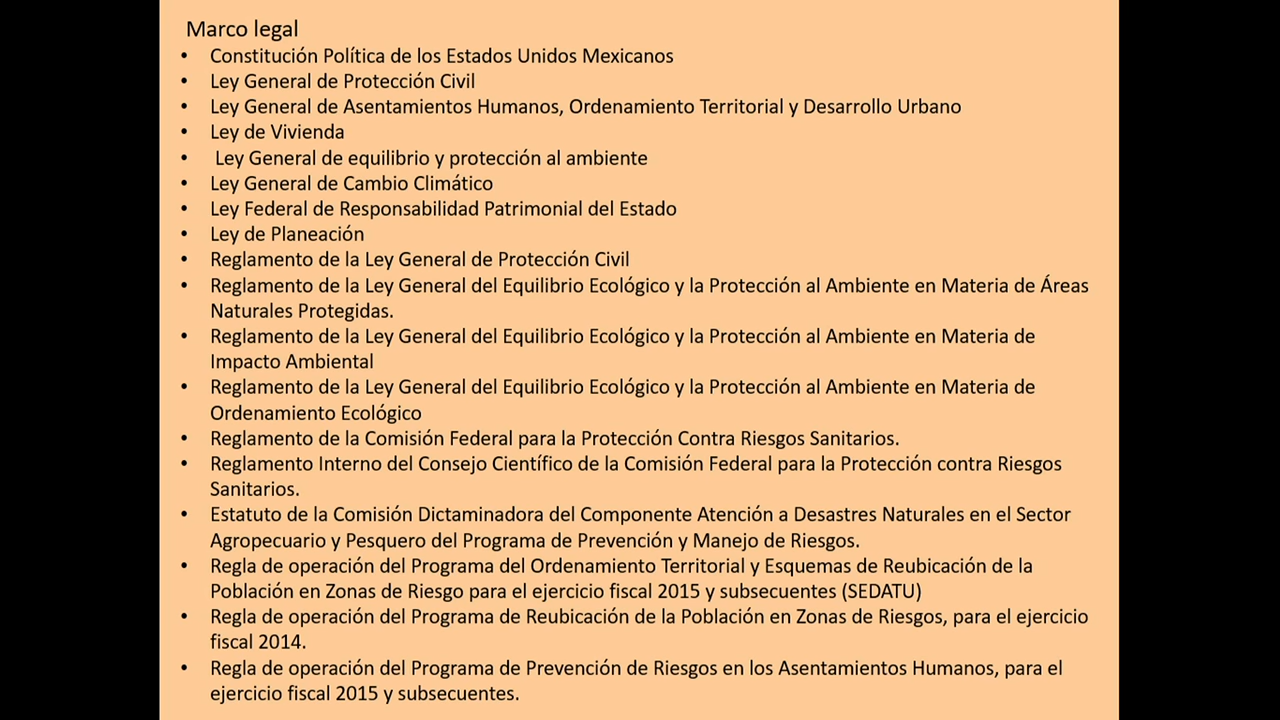 Marco legal
• Constitución Política de los Estados Unidos Mexicanos
• Ley General de Protección Civil
• Ley General de Asentamientos Humanos, Ordenamiento Territorial y Desarrollo Urbano
• Ley de Vivienda
• Ley General de equilibrio y protección al ambiente
• Ley General de Cambio Climático
• Ley Federal de Responsabilidad Patrimonial del Estado
• Ley de Planeación
• Reglamento de la Ley General de Protección Civil
• Reglamento de la Ley General del Equilibrio Ecológico y la Protección al Ambiente en Materia de Áreas
Naturales Protegidas.
• Reglamento de la Ley General del Equilibrio Ecológico y la Protección al Ambiente en Materia de
Impacto Ambiental
• Reglamento de la Ley General del Equilibrio Ecológico y la Protección al Ambiente en Materia de
Ordenamiento Ecológico
• Reglamento de la Comisión Federal para la Protección Contra Riesgos Sanitarios.
• Reglamento Interno del Consejo Científico de la Comisión Federal para la Protección contra Riesgos
Sanitarios.
• Estatuto de la Comisión Dictaminadora del Componente Atención a Desastres Naturales en el Sector
Agropecuario y Pesquero del Programa de Prevención y Manejo de Riesgos.
• Regla de operación del Programa del Ordenamiento Territorial y Esquemas de Reubicación de la
Población en Zonas de Riesgo para el ejercicio fiscal 2015 y subsecuentes (SEDATU)
• Regla de operación del Programa de Reubicación de la Población en Zonas de Riesgos, para el ejercicio
fiscal 2014.
• Regla de operación del Programa de Prevención de Riesgos en los Asentamientos Humanos, para el
ejercicio fiscal 2015 y subsecuentes.